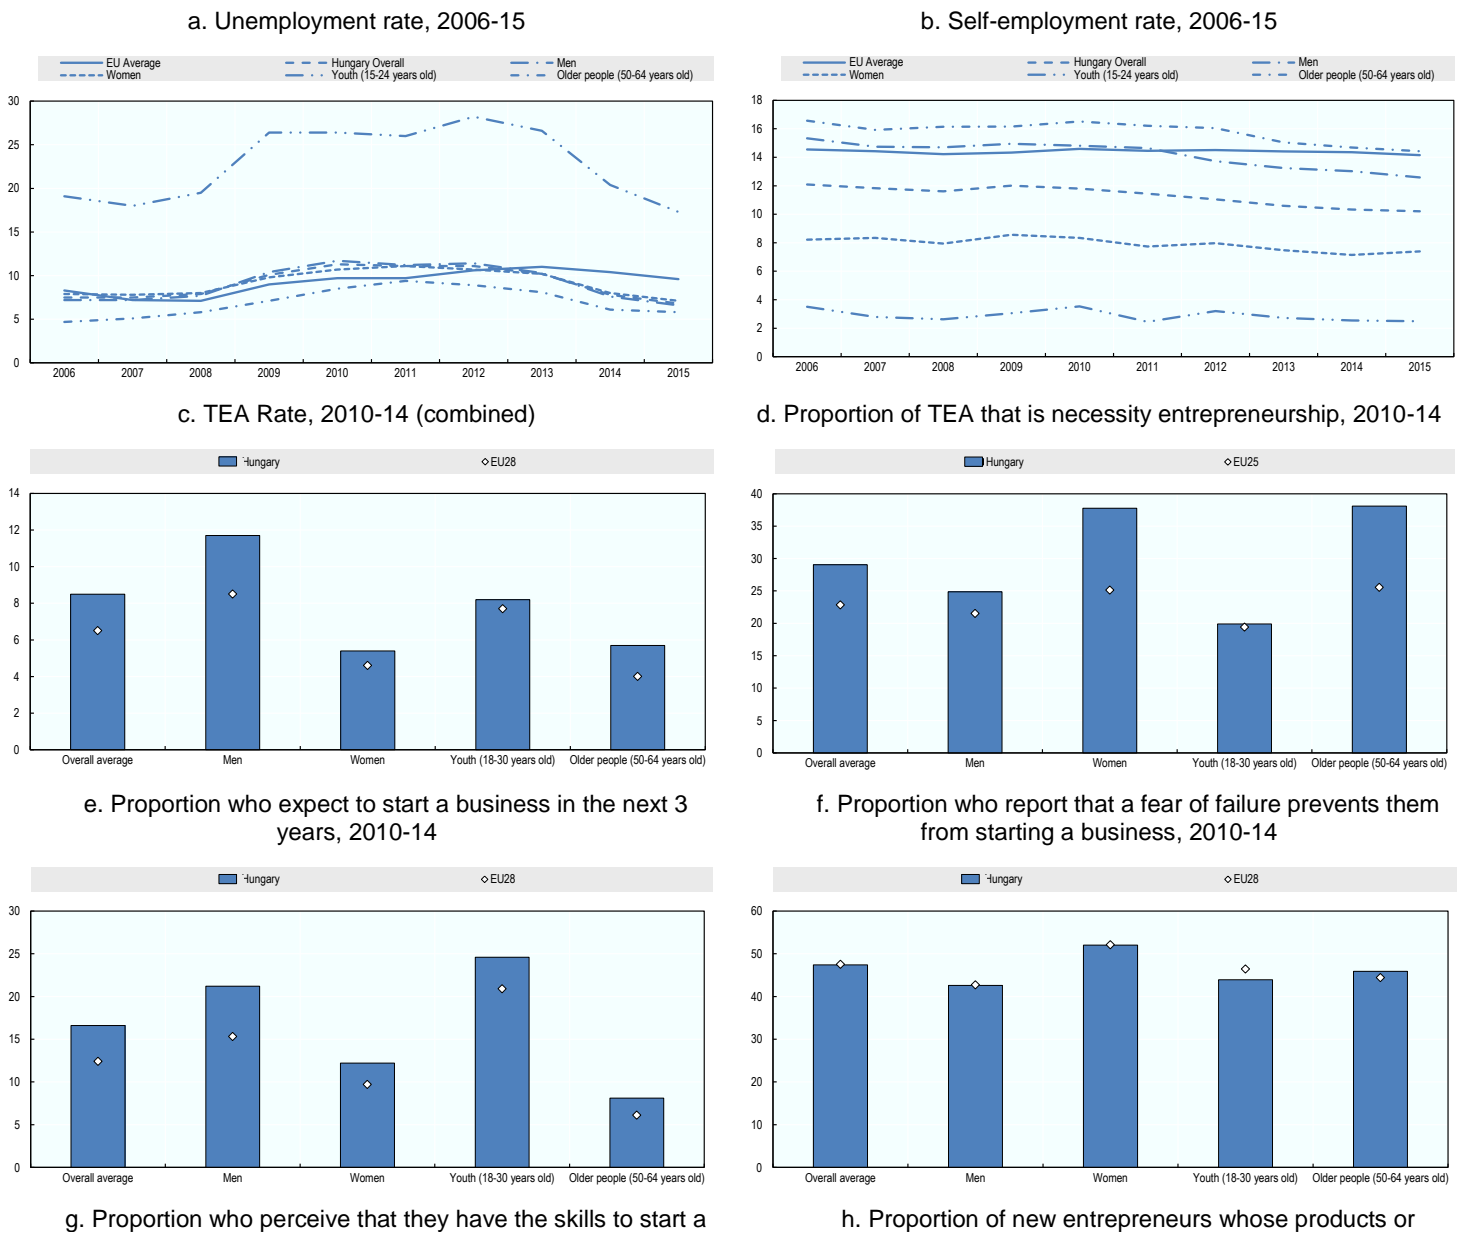 a. Unemployment rate, 2006-15
EU Average Hungary Overall Men
Women Youth (15-24 years old) Older people (50-64 years old)
30
25
20
15
10
5
0
2006 2007 2008 2009 2010 2011 2012 2013 2014 2015
b. Self-employment rate, 2006-15
EU Average Hungary Overall Men
Women Youth (15-24 years old) Older people (50-64 years old)
18
16
14
12
10
8
6
4
2
0
2006 2007 2008 2009 2010 2011 2012 2013 2014 2015
c. TEA Rate, 2010-14 (combined)
Hungary EU28
14
12
10
8
6
4
2
0
Overall average Men Women Youth (18-30 years old) Older people (50-64 years old)
d. Proportion of TEA that is necessity entrepreneurship, 2010-14
Hungary EU25
40
35
30
25
20
15
10
5
0
Overall average Men Women Youth (18-30 years old) Older people (50-64 years old)
e. Proportion who expect to start a business in the next 3
years, 2010-14
Hungary EU28
30
25
20
15
10
5
0
Overall average Men Women Youth (18-30 years old) Older people (50-64 years old)
f. Proportion who report that a fear of failure prevents them
from starting a business, 2010-14
Hungary EU28
60
50
40
30
20
10
0
Overall average Men Women Youth (18-30 years old) Older people (50-64 years old)
g. Proportion who perceive that they have the skills to start a
h. Proportion of new entrepreneurs whose products or